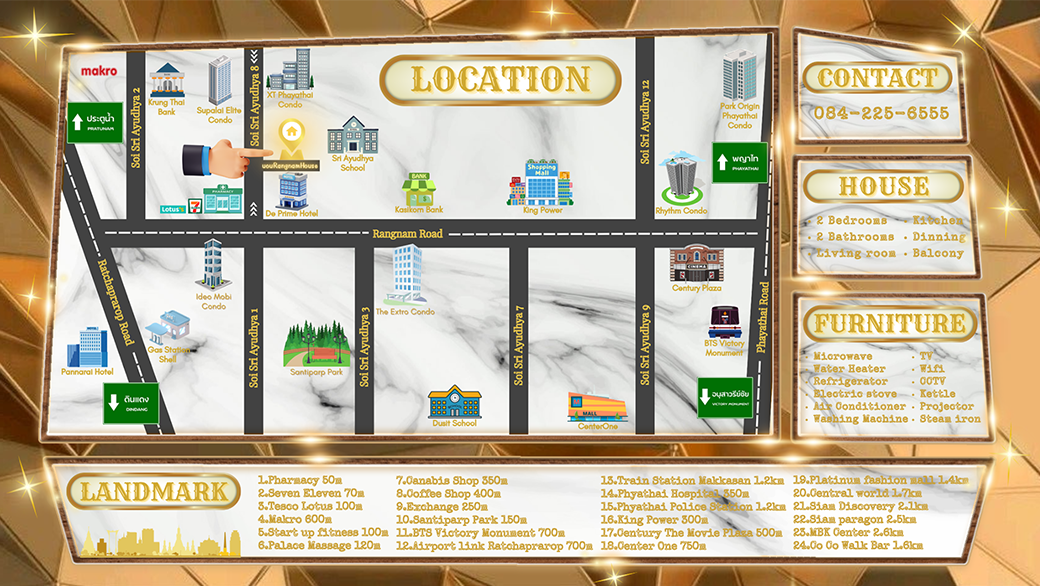 LOCATION
makro
ประตูน้ำ
PRATUNAM
Soi Sri Ayudhya 2
Krung Thai
Bank
Supalai Elite
Condo
Soi Sri Ayudhya 8
XT Phayathai
Condo
Sri Ayudhya
School
PHARMACY
Lotus's
7
De Prime Hotel
BANK
Kasikorn Bank
Shopping
Mall
King Power
Soi Sri Ayudhya 12
Park Origin
Phayathai
Condo
พญาไท
PHAYATHAI
Rhythm Condo
Rangnam Road
Ratchaprarop Road
Ideo Mobi
Condo
Gas Station
Shell
Pannarai Hotel
ดินแดง
DINDANG
Soi Sri Ayudhya 1
Santiparp Park
Soi Sri Ayudhya 3
The Extro Condo
Dusit School
Soi Sri Ayudhya 7
MALL
CenterOne
Soi Sri Ayudhya 9
CINEMA
Century Plaza
BTS Victory
Monument
อนุสาวรีย์ชัย
VICTORY MONUMENT
Phayathai Road
CONTACT
084-225-6555
HOUSE
· 2 Bedrooms · Kitchen
· 2 Bathrooms · Dinning
· Living room · Balcony
FURNITURE
· Microwave · TV
· Water Heater · Wifi
· Refrigerator · CCTV
· Electric stove · Kettle
· Air Conditioner · Projector
· Washing Machine · Steam iron
LANDMARK
1.Pharmacy 50m
2.Seven Eleven 70m
3.Tesco Lotus 100m
4.Makro 600m
5.Start up fitness 100m
6.Palace Massage 120m
7.Canabis Shop 350m
8.Coffee Shop 400m
9.Exrchange 250m
10.Santiparp Park 150m
11.BTS Victory Monument 700m
12.Airport link Ratchaprarop 700m
13.Train Station Makkasan 1.2km
14.Phyathai Hospital 350m
15.Phyathai Police Station 1.2km
16.King Power 300m
17.Century The Movie Plaza 500m
18.Center One 750m
19.Platinum fashion mall 1.4km
20.Central world 1.7km
21.Siam Discovery 2.1km
22.Siam paragon 2.5km
23.MBK Center 2.6km
24.Go Go Walk Bar 1.6km